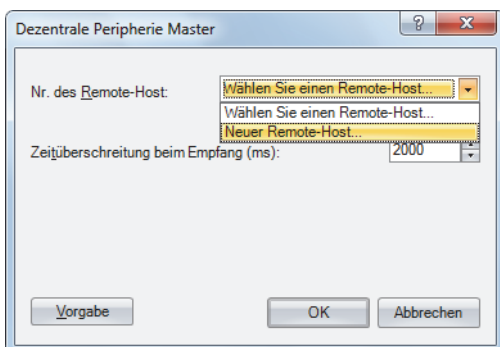 Dezentrale Peripherie Master
Nr. des Remote-Host:
Wählen Sie einen Remote-Host...
Wählen Sie einen Remote-Host...
Neuer Remote-Host...
Zeitüberschreitung beim Empfang (ms):
2000
Vorgabe
OK
Abbrechen